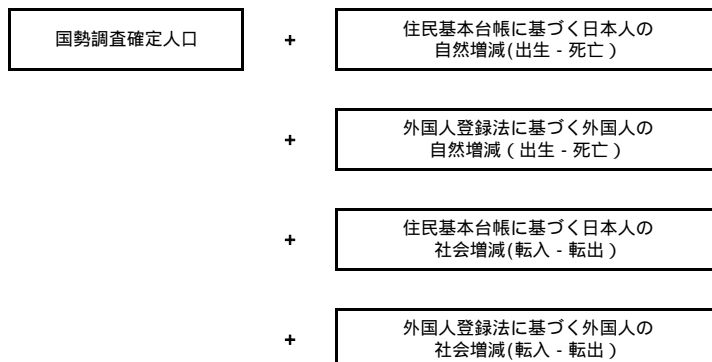 国勢調査確定人口
+
住民基本台帳に基づく日本人の
自然増減(出生 - 死亡 )
+
外国人登録法に基づく外国人の
自然増減 ( 出生 - 死亡 )
+
住民基本台帳に基づく日本人の
社会増減(転入 - 転出 )
+
外国人登録法に基づく外国人の
社会増減(転入 - 転出 )